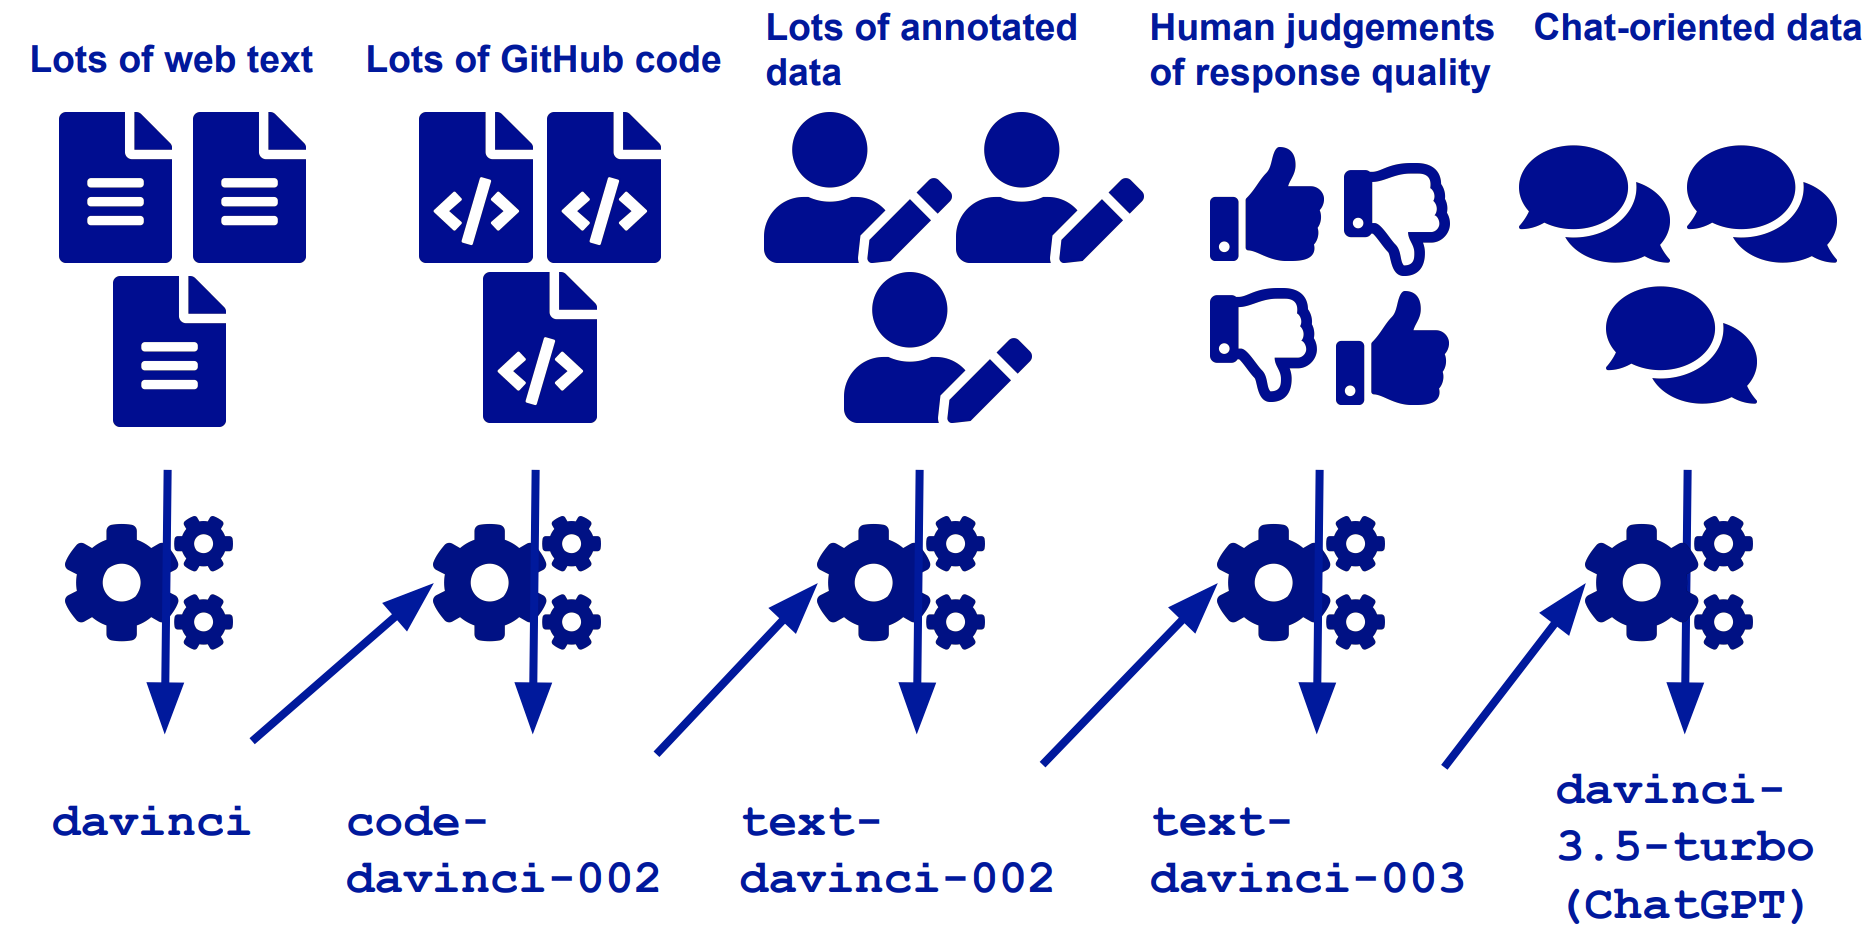 Lots of web text
Lots of GitHub code
Lots of annotated
data
Human judgements
of response quality
Chat-oriented data
davinci
code-
davinci-002
text-
davinci-002
text-
davinci-003
davinci-
3.5-turbo
(ChatGPT)